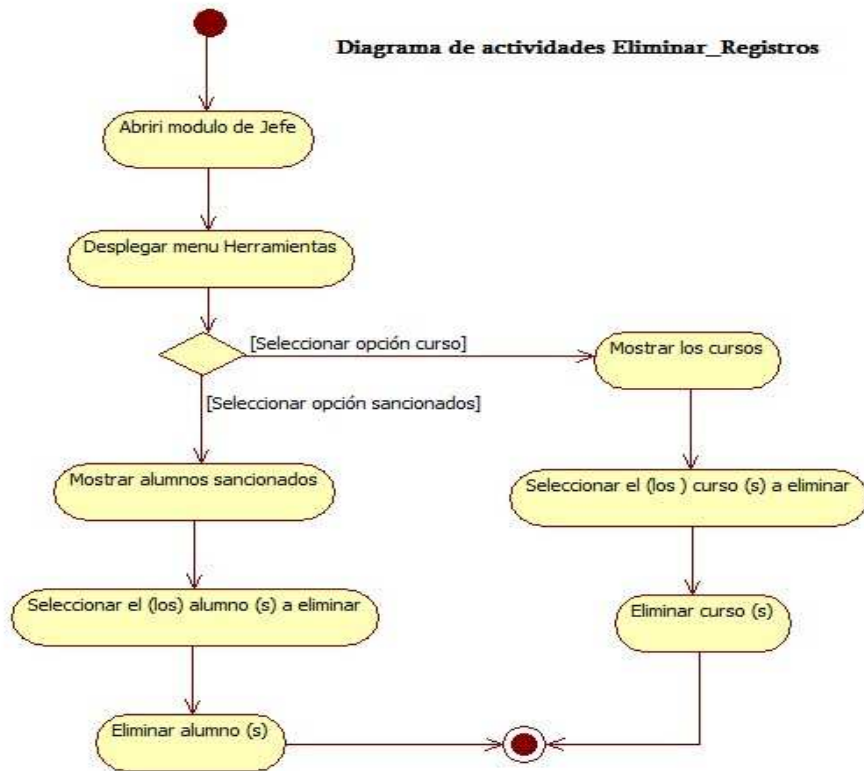 Diagrama de actividades Eliminar_Registros
Abriri modulo de Jefe
Desplegar menu Herramientas
[Seleccionar opción curso]
Mostrar los cursos
[Seleccionar opción sancionados]
Mostrar alumnos sancionados
Seleccionar el (los ) curso (s) a eliminar
Seleccionar el (los) alumno (s) a eliminar
Eliminar curso (s)
Eliminar alumno (s)